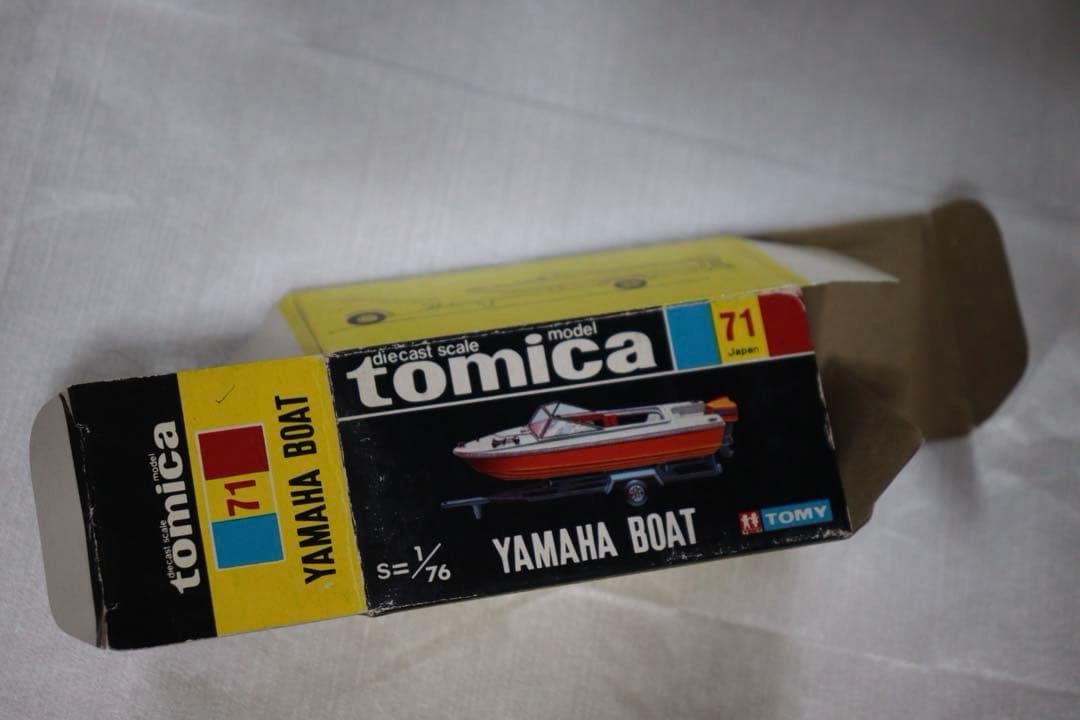 diecast scale model
tomica
71
Japan
S=1/76
YAMAHA BOAT
TOMY
diecast scale model
tomica
71
YAMAHA BOAT